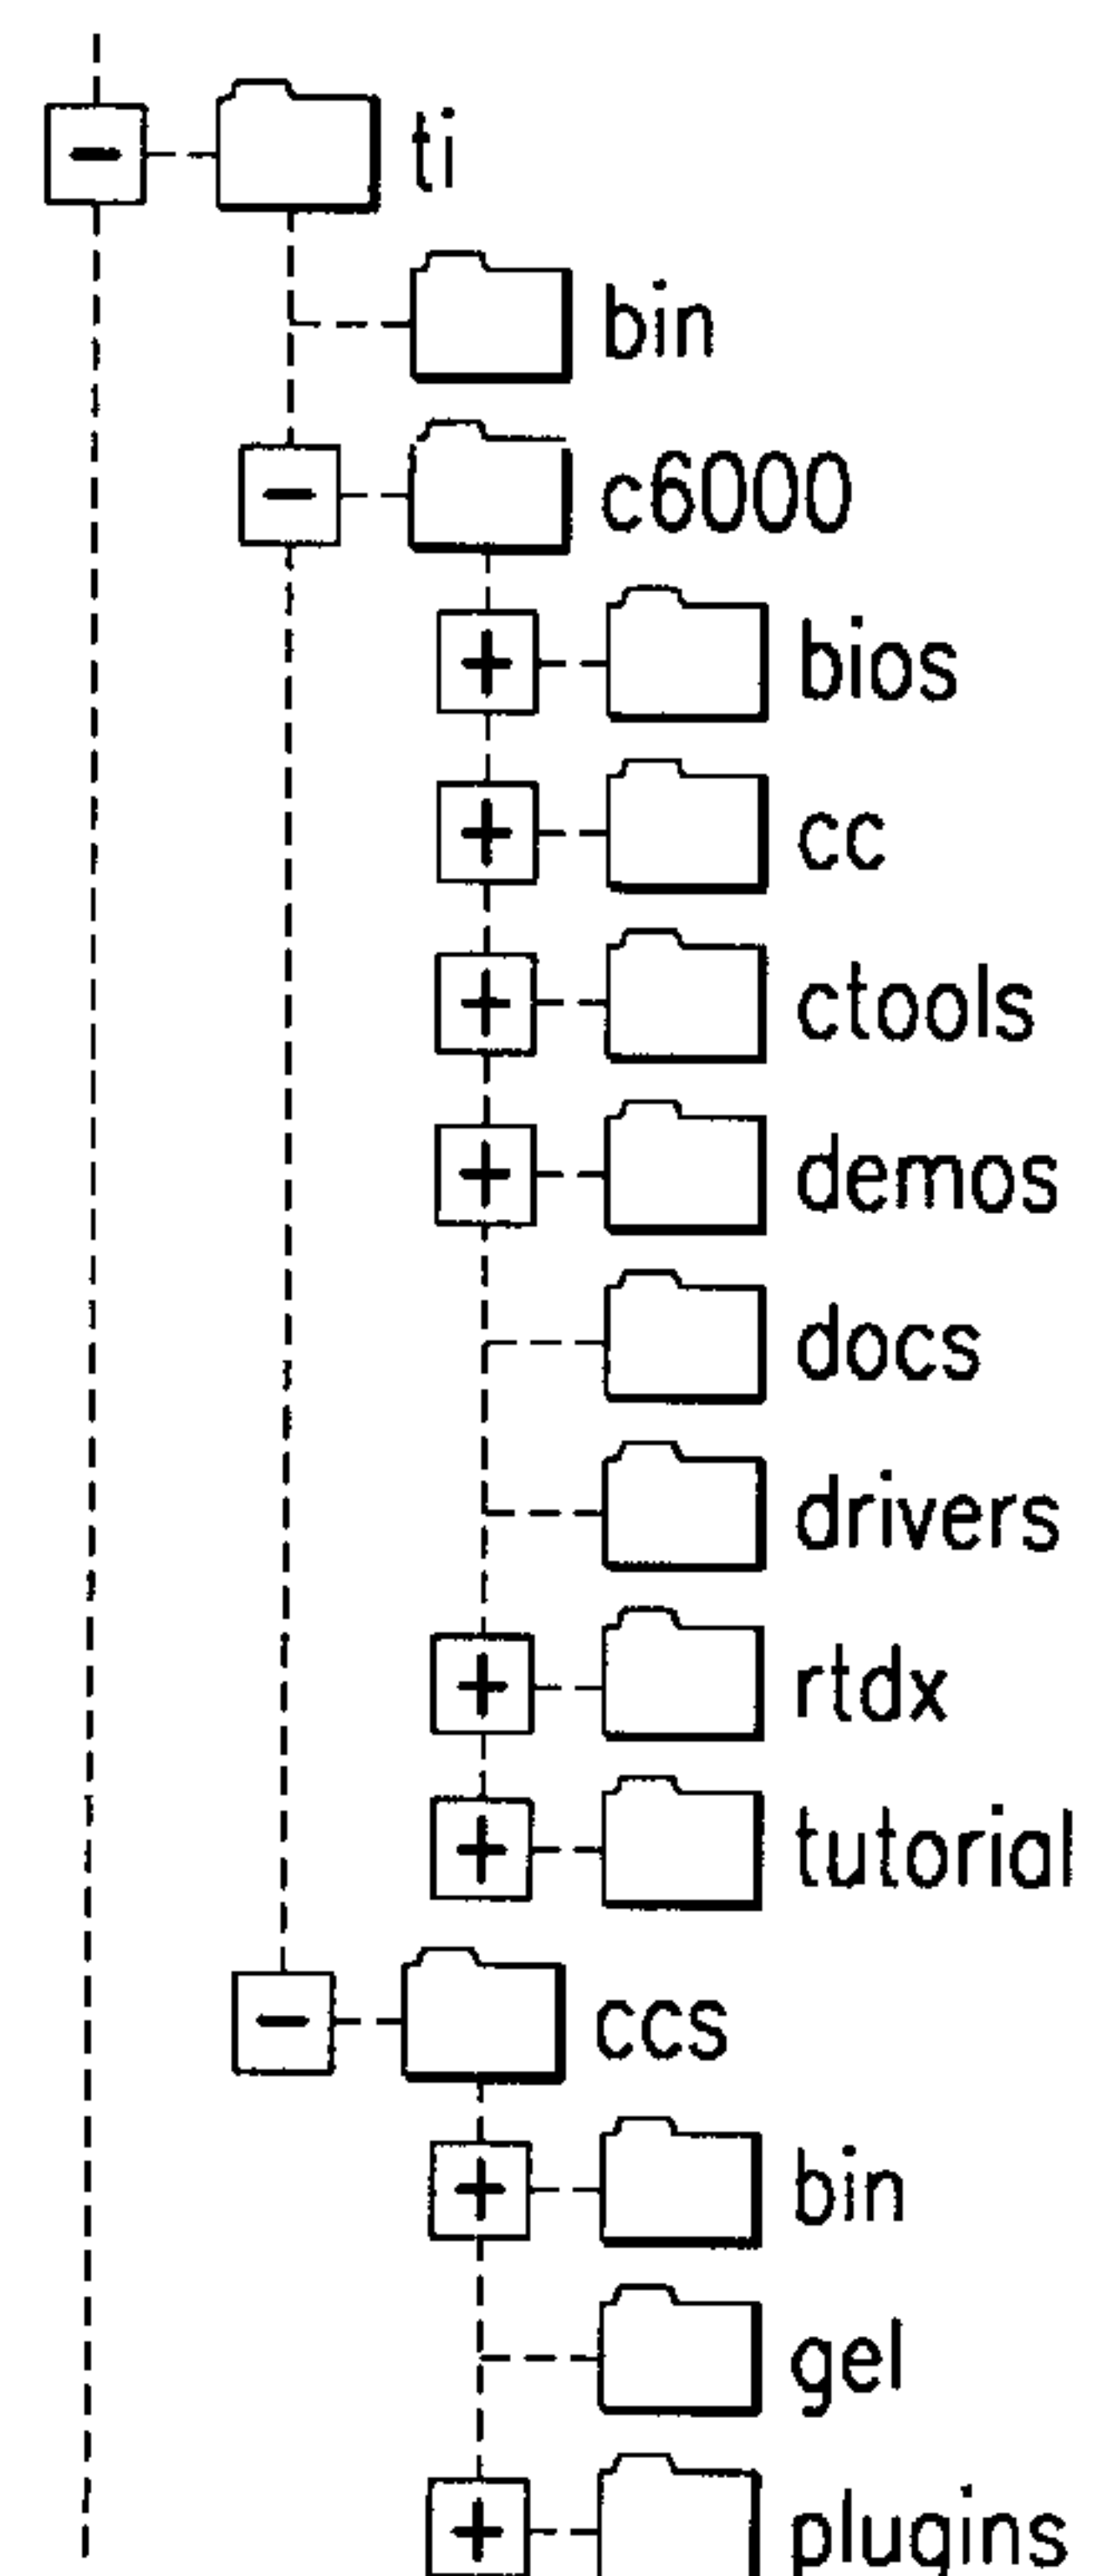 ti
bin
c6000
bios
cc
ctools
demos
docs
drivers
rtdx
tutorial
ccs
bin
gel
plugins